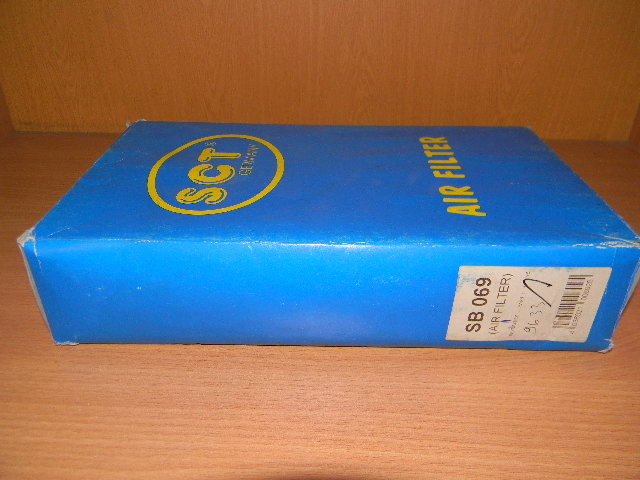 SCT®
GERMANY
AIR FILTER
SB 069
(AIR FILTER)